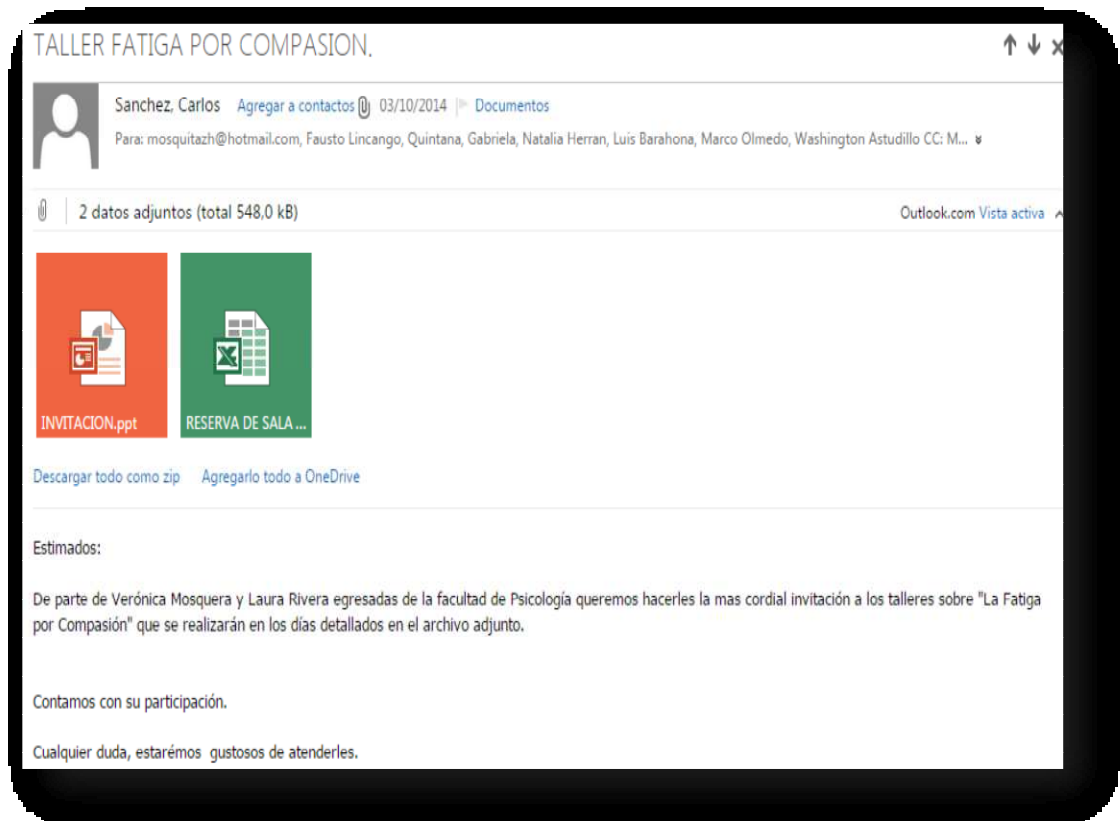 TALLER FATIGA POR COMPASION.
Sanchez, Carlos Agregar a contactos 03/10/2014 Documentos
Para: mosquitazh@hotmail.com, Fausto Lincango, Quintana, Gabriela, Natalia Herran, Luis Barahona, Marco Olmedo, Washington Astudillo CC: M...
2 datos adjuntos (total 548,0 kB) Outlook.com Vista activa
INVITACION.ppt RESERVA DE SALA ...
Descargar todo como zip Agregarlo todo a OneDrive
Estimados:
De parte de Verónica Mosquera y Laura Rivera egresadas de la facultad de Psicología queremos hacerles la mas cordial invitación a los talleres sobre "La Fatiga
por Compasión" que se realizarán en los días detallados en el archivo adjunto.
Contamos con su participación.
Cualquier duda, estarémos gustosos de atenderles.